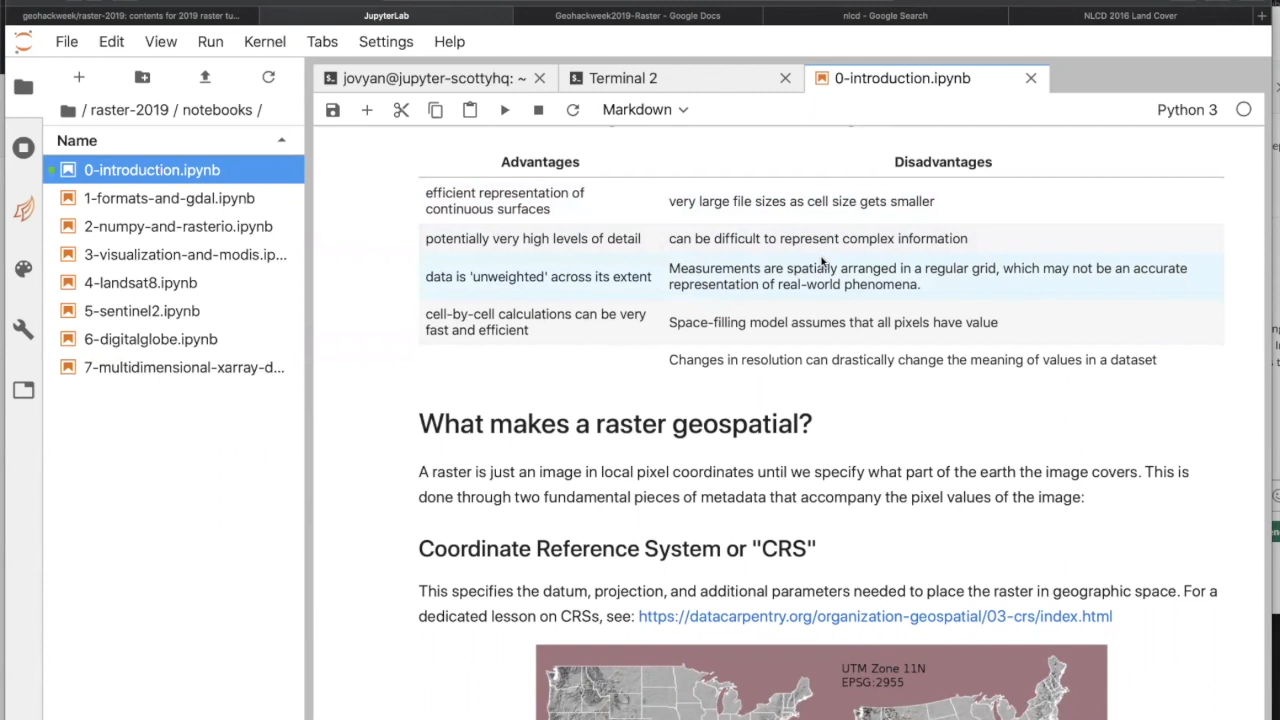 geohackweek/raster-2019: contents for 2019 raster tu...
JupyterLab
Geohackweek2019-Raster - Google Docs
nlcd - Google Search
NLCD 2016 Land Cover
File Edit View Run Kernel Tabs Settings Help
jovyan@jupyter-scottyhq: ~
Terminal 2
0-introduction.ipynb
/ raster-2019 / notebooks /
Markdown
Python 3
Name
0-introduction.ipynb
1-formats-and-gdal.ipynb
2-numpy-and-rasterio.ipynb
3-visualization-and-modis.ip...
4-landsat8.ipynb
5-sentinel2.ipynb
6-digitalglobe.ipynb
7-multidimensional-xarray-d...
Advantages Disadvantages
efficient representation of
continuous surfaces
very large file sizes as cell size gets smaller
potentially very high levels of detail
can be difficult to represent complex information
data is 'unweighted' across its extent
Measurements are spatially arranged in a regular grid, which may not be an accurate
representation of real-world phenomena.
cell-by-cell calculations can be very
fast and efficient
Space-filling model assumes that all pixels have value
Changes in resolution can drastically change the meaning of values in a dataset
What makes a raster geospatial?
A raster is just an image in local pixel coordinates until we specify what part of the earth the image covers. This is
done through two fundamental pieces of metadata that accompany the pixel values of the image:
Coordinate Reference System or "CRS"
This specifies the datum, projection, and additional parameters needed to place the raster in geographic space. For a
dedicated lesson on CRSs, see: https://datacarpentry.org/organization-geospatial/03-crs/index.html
UTM Zone 11N
EPSG:2955